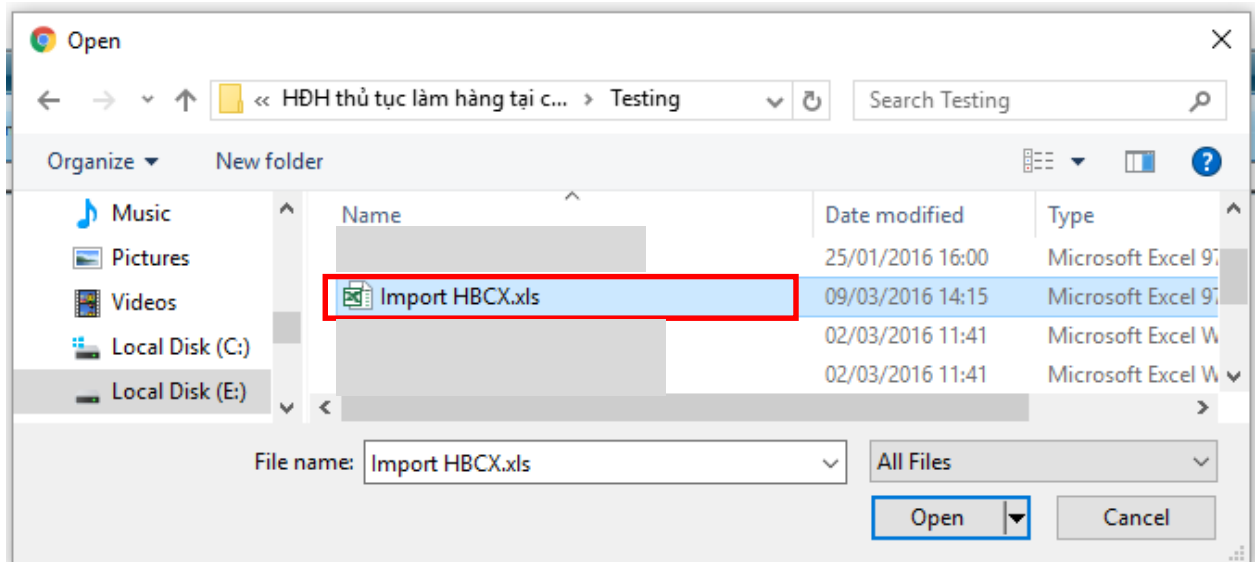 Open
« HĐH thủ tục làm hàng tại c... > Testing
Search Testing
Organize
New folder
Name
Date modified
Type
Music
Pictures
Videos
Local Disk (C:)
Local Disk (E:)
25/01/2016 16:00 Microsoft Excel 97
Import HBCX.xls 09/03/2016 14:15 Microsoft Excel 97
02/03/2016 11:41 Microsoft Excel W
02/03/2016 11:41 Microsoft Excel W
File name: Import HBCX.xls
All Files
Open
Cancel